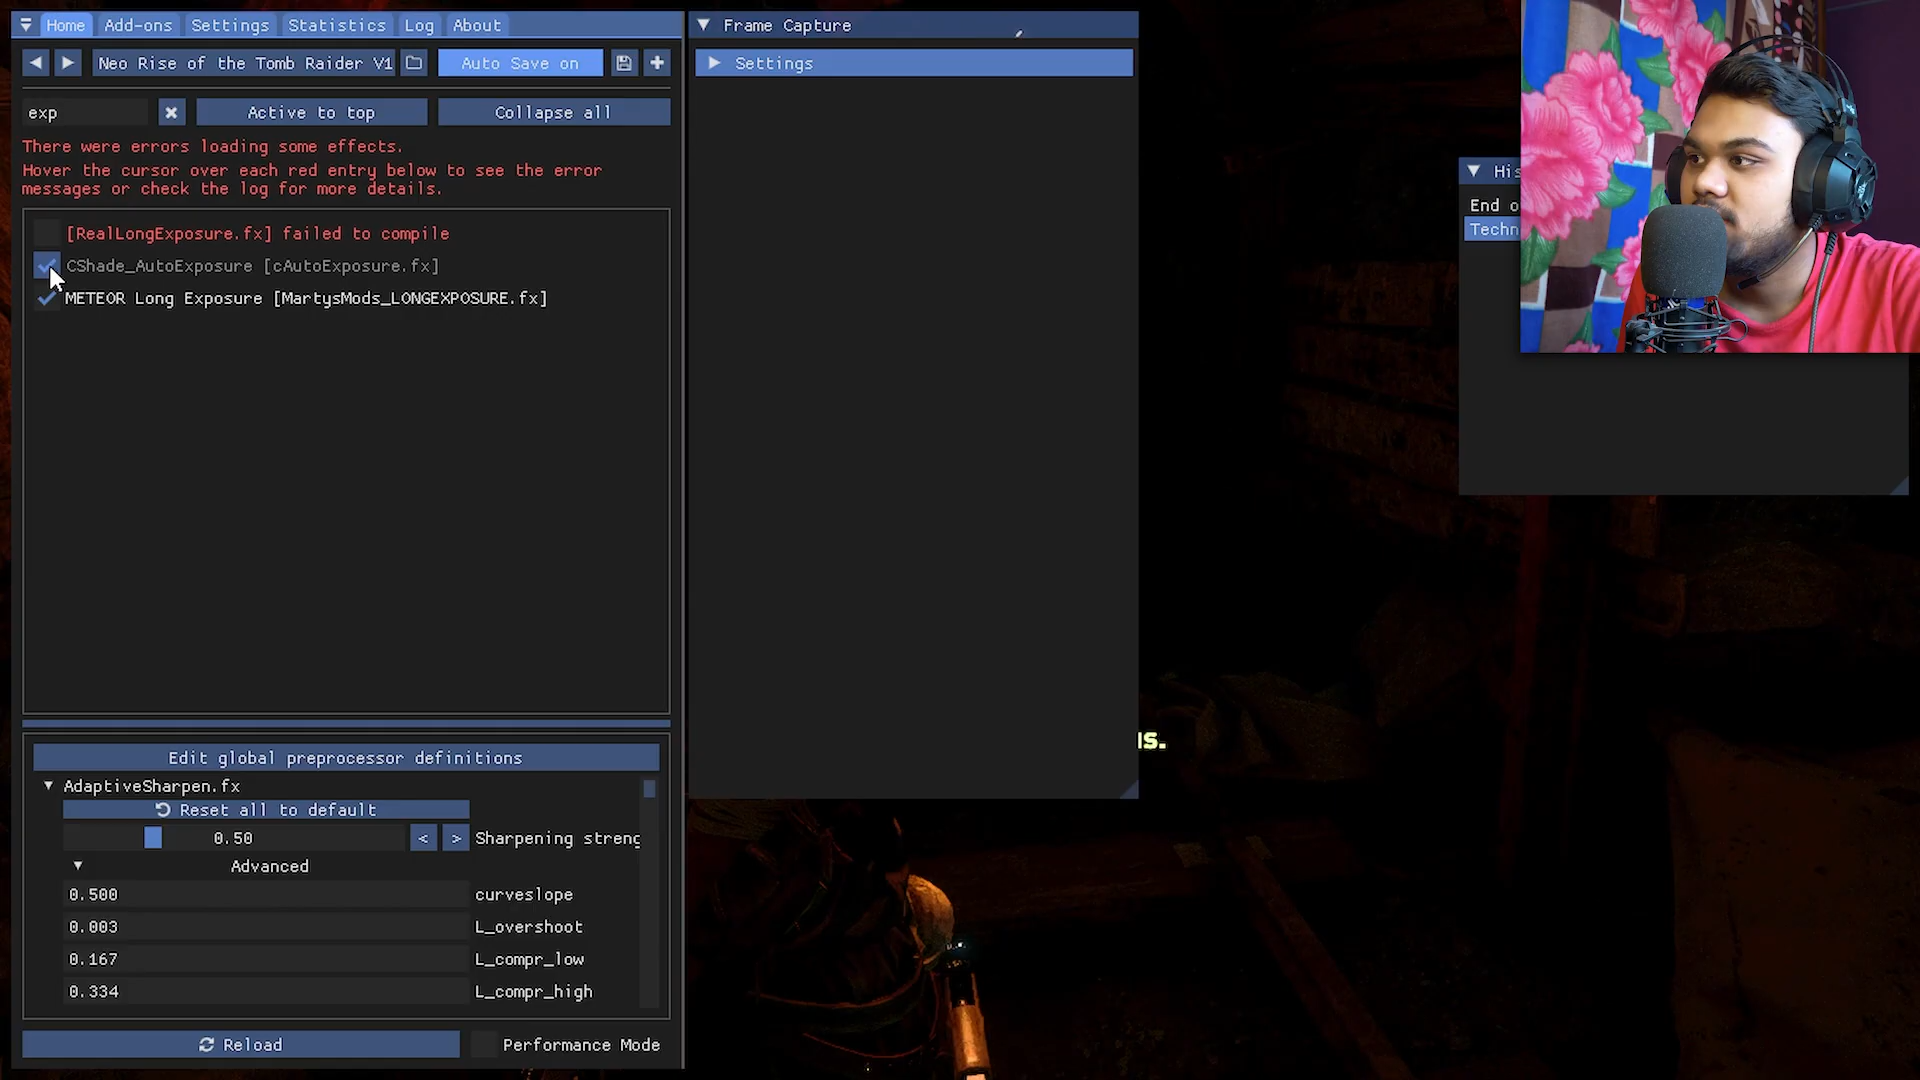 Home Add-ons Settings Statistics Log About
Neo Rise of the Tomb Raider V1 Auto Save on
exp Active to top Collapse all
There were errors loading some effects.
Hover the cursor over each red entry below to see the error
messages or check the log for more details.
[RealLongExposure.fx] failed to compile
CShade_AutoExposure [cAutoExposure.fx]
METEOR Long Exposure [MartysMods_LONGEXPOSURE.fx]
Edit global preprocessor definitions
AdaptiveSharpen.fx
Reset all to default
0.50 < > Sharpening streng
Advanced
0.500 curveslope
0.003 L_overshoot
0.167 L_compr_low
0.334 L_compr_high
Reload Performance Mode
Frame Capture
Settings
His
End o
Techn